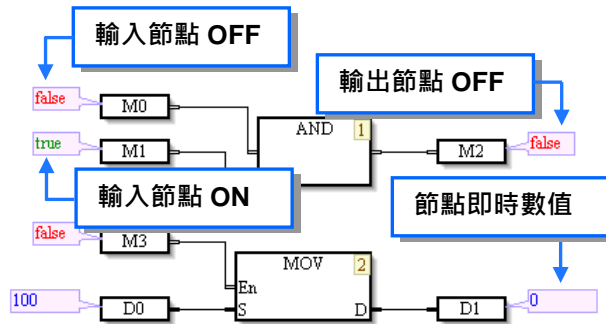 輸入節點 OFF
輸出節點 OFF
false
M0
AND
1
true
M1
M2
false
輸入節點 ON
節點即時數值
false
M3
MOV
2
En
100
D0
S
D
D1
0